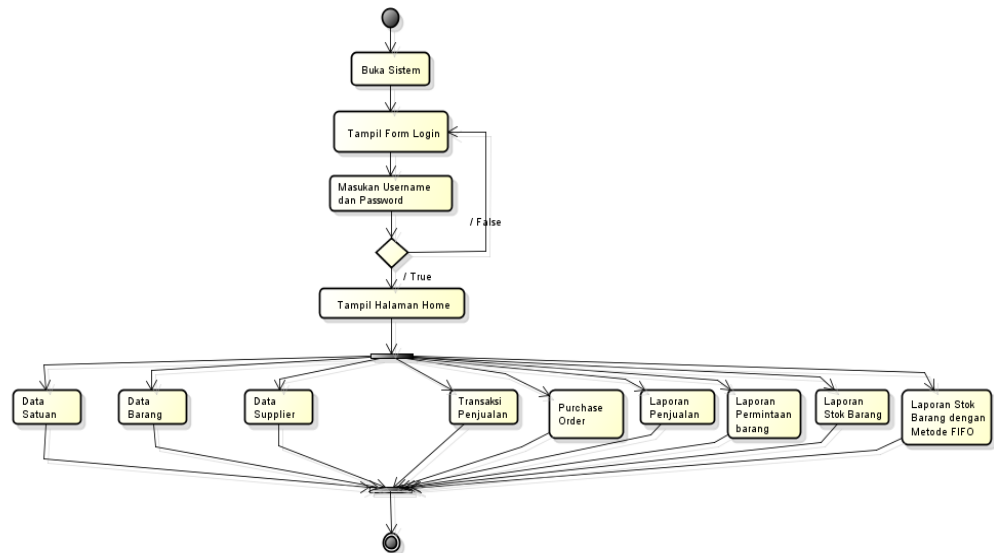 Buka Sistem
Tampil Form Login
Masukan Username
dan Password
/ False
/ True
Tampil Halaman Home
Data
Satuan
Data
Barang
Data
Supplier
Transaksi
Penjualan
Purchase
Order
Laporan
Penjualan
Laporan
Permintaan
barang
Laporan
Stok Barang
Laporan Stok
Barang dengan
Metode FIFO